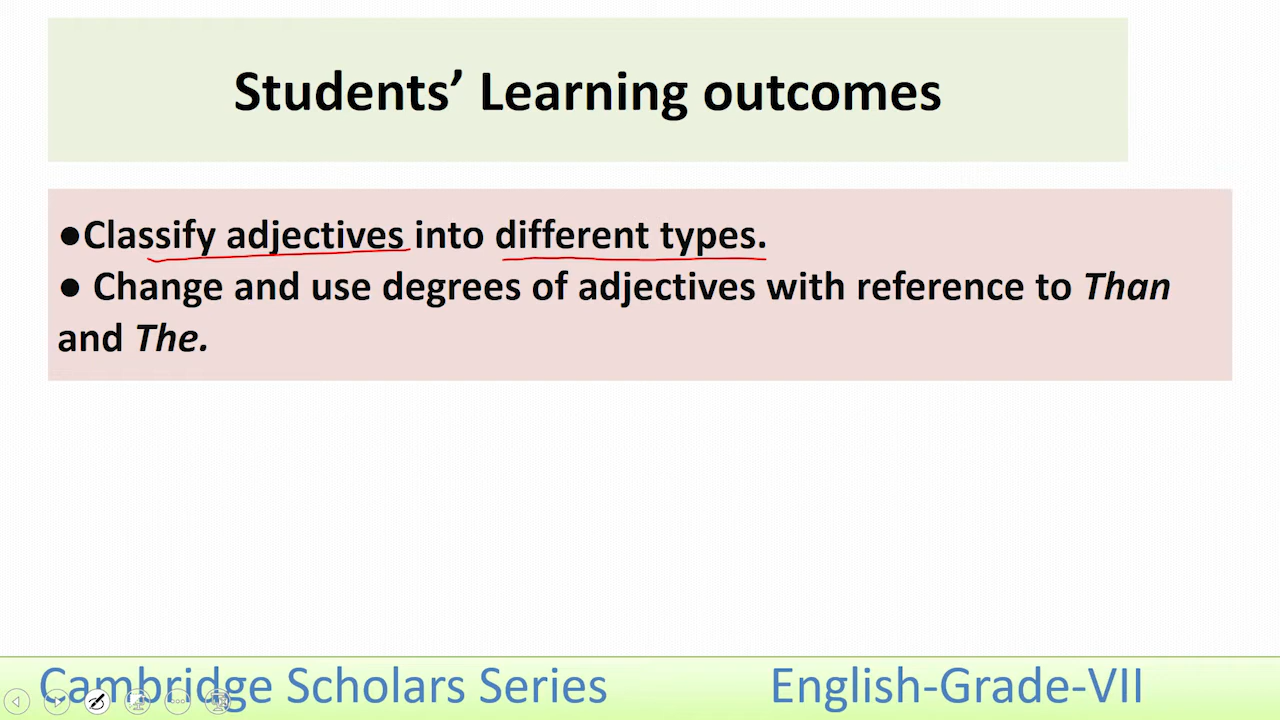 Students’ Learning outcomes
●Classify adjectives into different types.
● Change and use degrees of adjectives with reference to Than
and The.
Cambridge Scholars Series English-Grade-VII